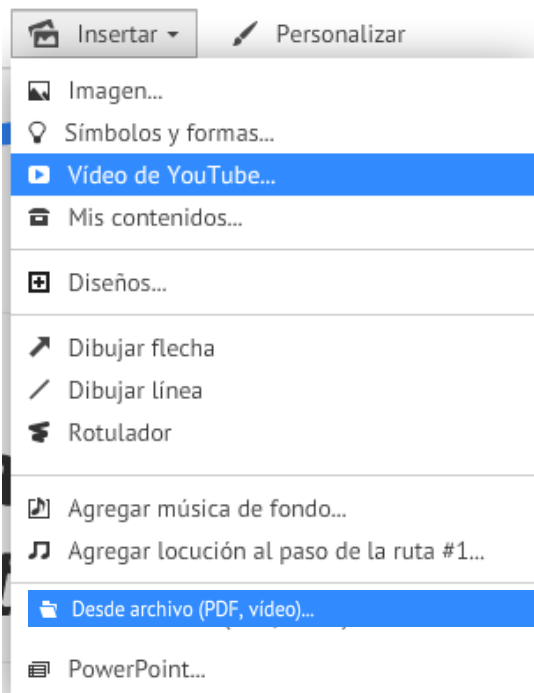 Insertar Personalizar
Imagen...
Símbolos y formas...
Vídeo de YouTube...
Mis contenidos...
Diseños...
Dibujar flecha
Dibujar línea
Rotulador
Agregar música de fondo...
Agregar locución al paso de la ruta #1...
Desde archivo (PDF, vídeo)...
PowerPoint...